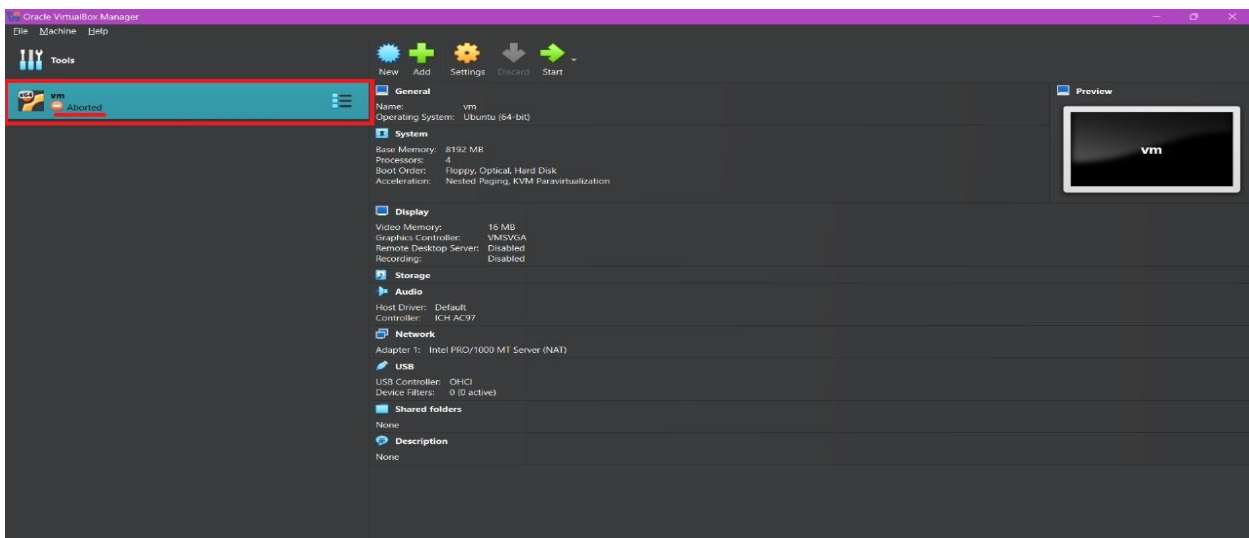 Oracle VirtualBox Manager
File Machine Help
Tools
New Add Settings Discard Start
vm
Aborted
General
Name: vm
Operating System: Ubuntu (64-bit)
Preview
vm
System
Base Memory: 8192 MB
Processors: 4
Boot Order: Floppy, Optical, Hard Disk
Acceleration: Nested Paging, KVM Paravirtualization
Display
Video Memory: 16 MB
Graphics Controller: VMSVGA
Remote Desktop Server: Disabled
Recording: Disabled
Storage
Audio
Host Driver: Default
Controller: ICH AC97
Network
Adapter 1: Intel PRO/1000 MT Server (NAT)
USB
USB Controller: OHCI
Device Filters: 0 (0 active)
Shared folders
None
Description
None